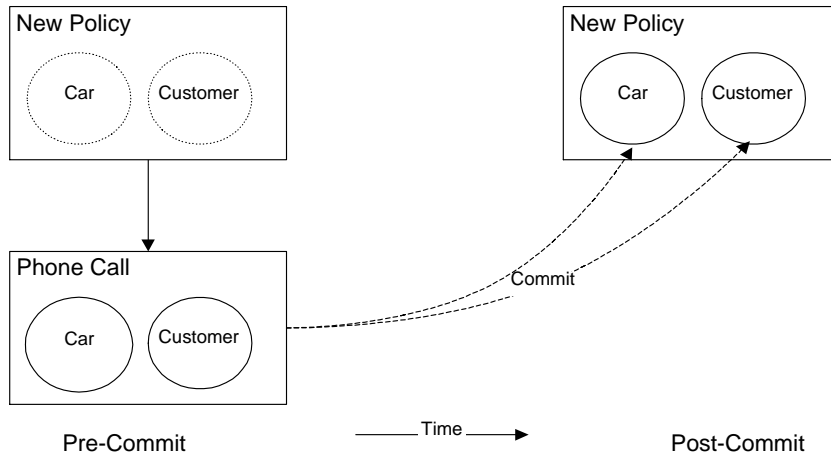 New Policy
Car
Customer
New Policy
Car
Customer
Phone Call
Car
Customer
Commit
Time
Pre-Commit
Post-Commit